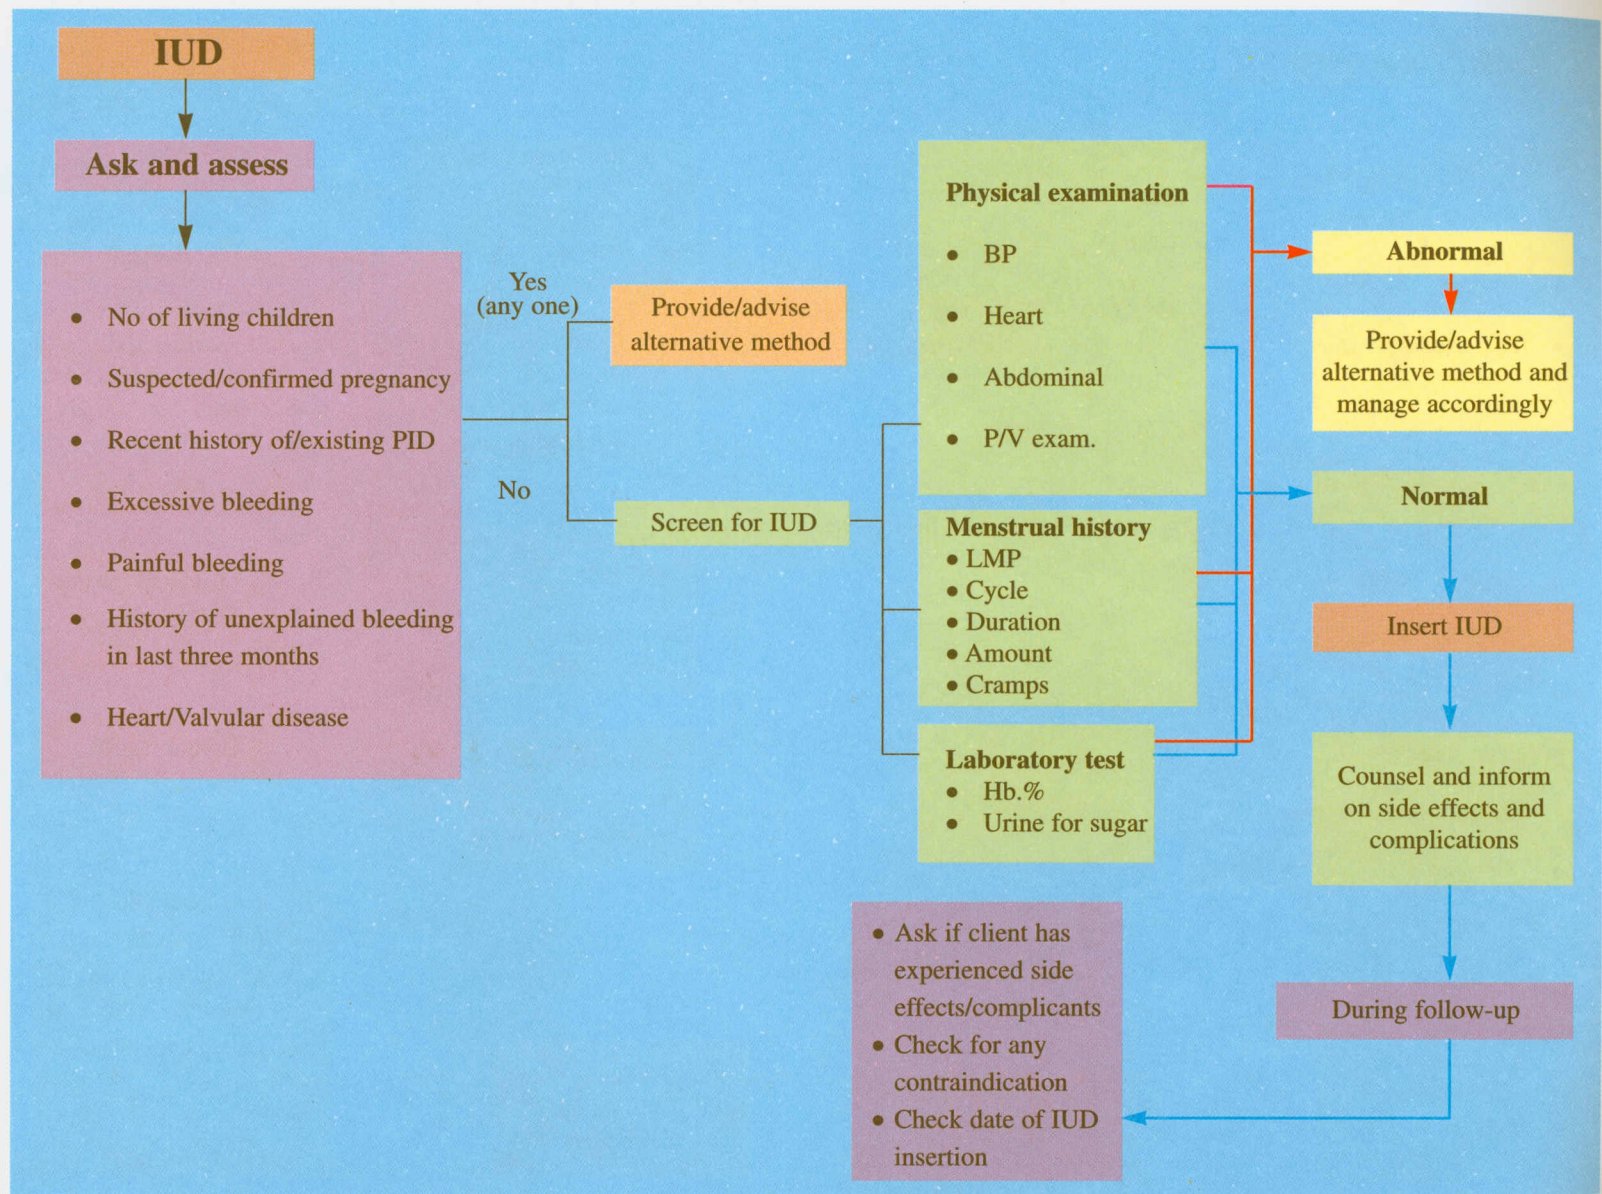 IUD
Ask and assess
• No of living children
• Suspected/confirmed pregnancy
• Recent history of/existing PID
• Excessive bleeding
• Painful bleeding
• History of unexplained bleeding
in last three months
• Heart/Valvular disease
Yes
(any one)
Provide/advise
alternative method
No
Screen for IUD
Physical examination
• BP
• Heart
• Abdominal
• P/V exam.
Menstrual history
• LMP
• Cycle
• Duration
• Amount
• Cramps
Laboratory test
• Hb.%
• Urine for sugar
Abnormal
Provide/advise
alternative method and
manage accordingly
Normal
Insert IUD
Counsel and inform
on side effects and
complications
During follow-up
• Ask if client has
experienced side
effects/complicants
• Check for any
contraindication
• Check date of IUD
insertion